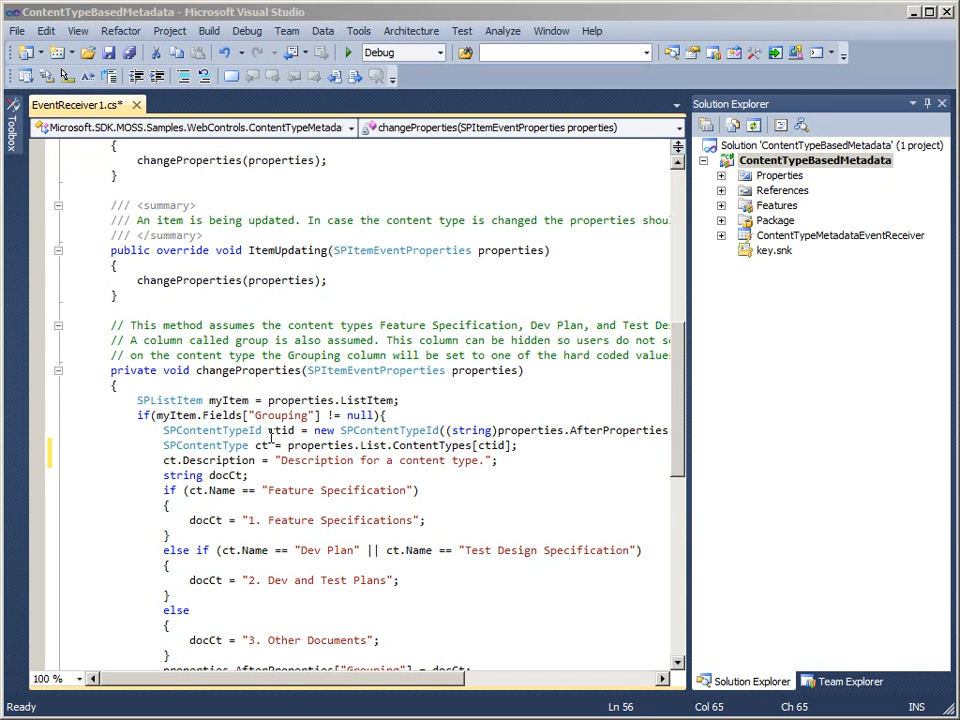 ContentTypeBasedMetadata - Microsoft Visual Studio
File Edit View Refactor Project Build Debug Team Data Tools Architecture Test Analyze Window Help
Debug
EventReceiver1.cs*
Microsoft.SDK.MOSS.Samples.WebControls.ContentTypeMetada changeProperties(SPItemEventProperties properties)
{
changeProperties(properties);
}
/// <summary>
/// An item is being updated. In case the content type is changed the properties shou
/// </summary>
public override void ItemUpdating(SPItemEventProperties properties)
{
changeProperties(properties);
}
// This method assumes the content types Feature Specification, Dev Plan, and Test De
// A column called group is also assumed. This column can be hidden so users do not s
// on the content type the Grouping column will be set to one of the hard coded value
private void changeProperties(SPItemEventProperties properties)
{
SPListItem myItem = properties.ListItem;
if(myItem.Fields["Grouping"] != null){
SPContentTypeId ctid = new SPContentTypeId((string)properties.AfterProperties
SPContentType ct = properties.List.ContentTypes[ctid];
ct.Description = "Description for a content type.";
string docCt;
if (ct.Name == "Feature Specification")
{
docCt = "1. Feature Specifications";
}
else if (ct.Name == "Dev Plan" || ct.Name == "Test Design Specification")
{
docCt = "2. Dev and Test Plans";
}
else
{
docCt = "3. Other Documents";
}
properties.AfterProperties["Grouping"] = docCt;
100 %
Toolbox
Solution Explorer
Solution 'ContentTypeBasedMetadata' (1 project)
ContentTypeBasedMetadata
Properties
References
Features
Package
ContentTypeMetadataEventReceiver
key.snk
Solution Explorer Team Explorer
Ln 56 Col 65 Ch 65 INS